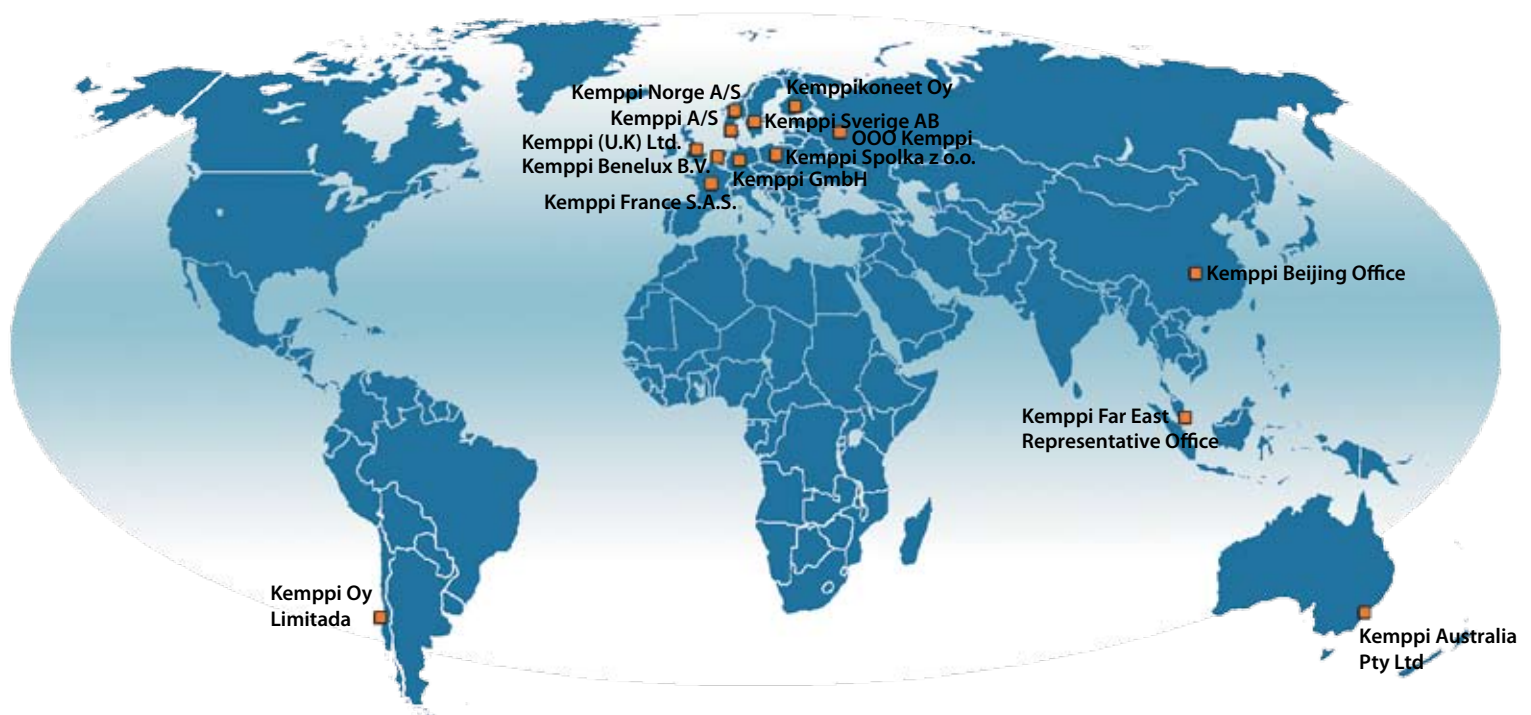 Kemppi Norge A/S
Kemppikoneet Oy
Kemppi A/S
Kemppi Sverige AB
Kemppi (U.K) Ltd.
OOO Kemppi
Kemppi Benelux B.V.
Kemppi Spolka z o.o.
Kemppi GmbH
Kemppi France S.A.S.
Kemppi Beijing Office
Kemppi Far East
Representative Office
Kemppi Oy
Limitada
Kemppi Australia
Pty Ltd